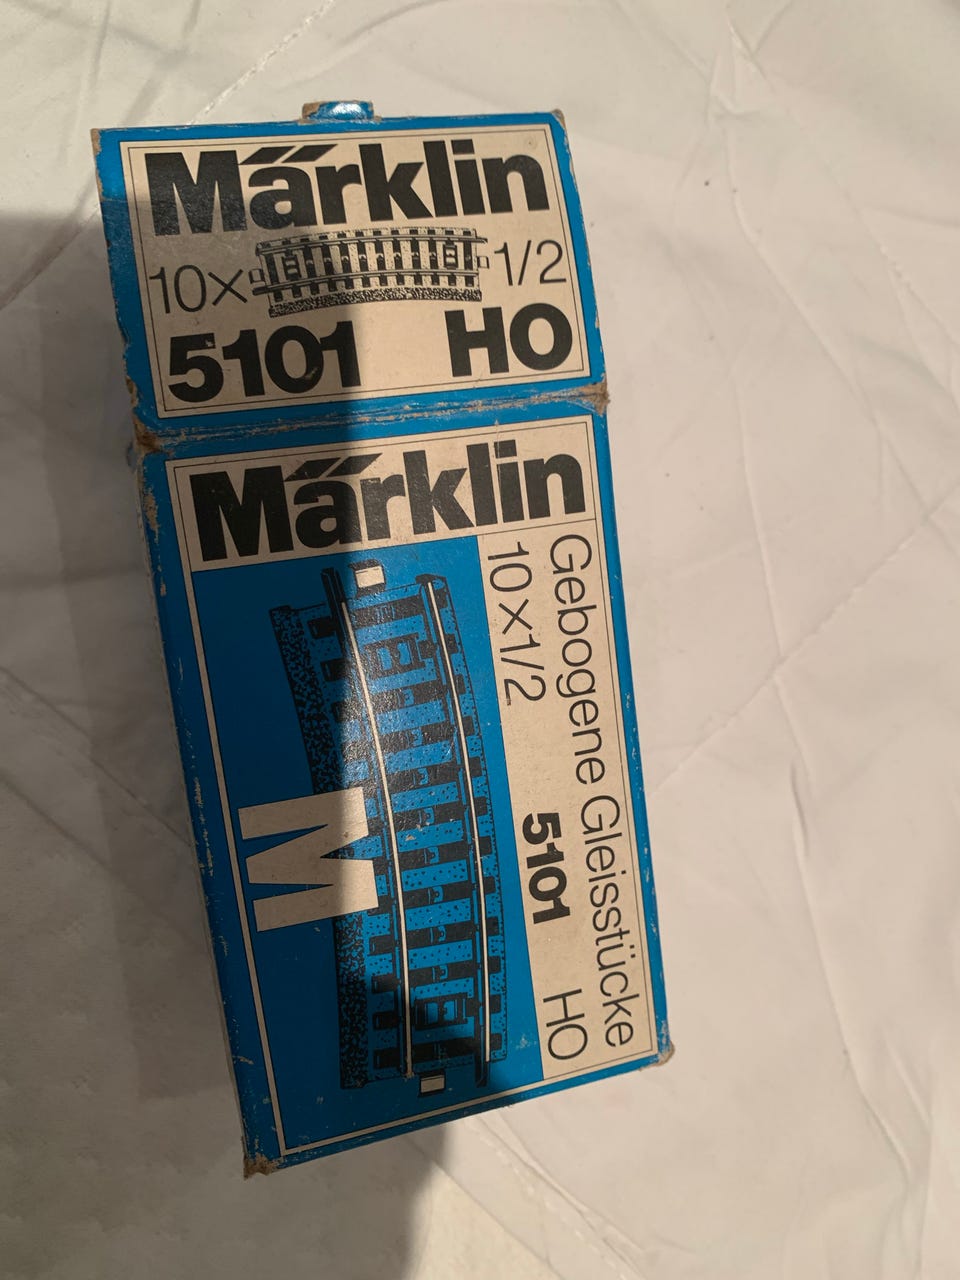 Märklin
10× 1/2
5101 HO
Märklin
Gebogene Gleisstücke
10×1/2 5101 HO
M